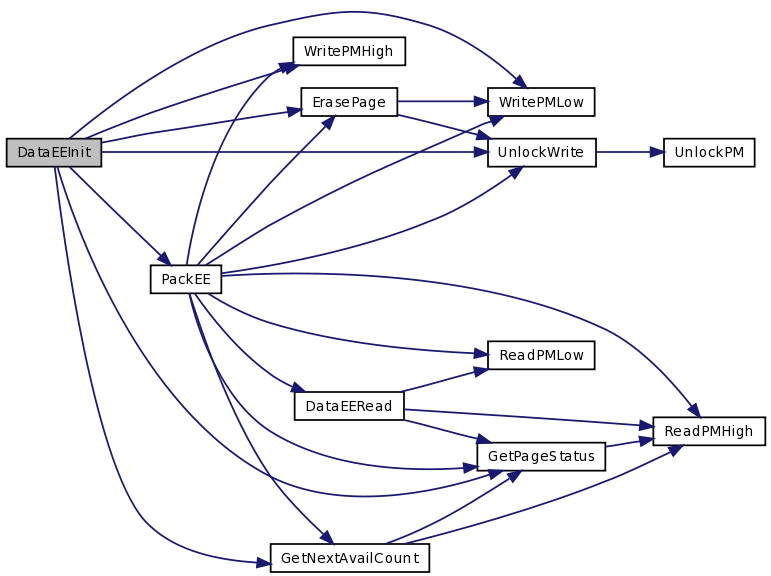 WritePMHigh
ErasePage
WritePMLow
DataEEInit
UnlockWrite
UnlockPM
PackEE
ReadPMLow
DataEERead
ReadPMHigh
GetPageStatus
GetNextAvailCount